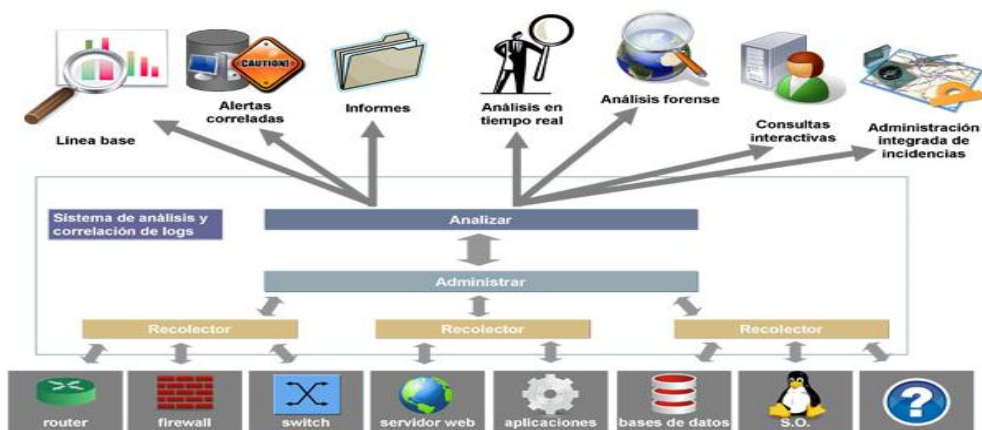 CAUTION!
Línea base
Alertas
correladas
Informes
Análisis en
tiempo real
Análisis forense
Consultas
interactivas
Administración
integrada de
incidencias
Sistema de análisis y
correlación de logs
Analizar
Administrar
Recolector
Recolector
Recolector
router
firewall
switch
servidor web
aplicaciones
bases de datos
S.O.
?